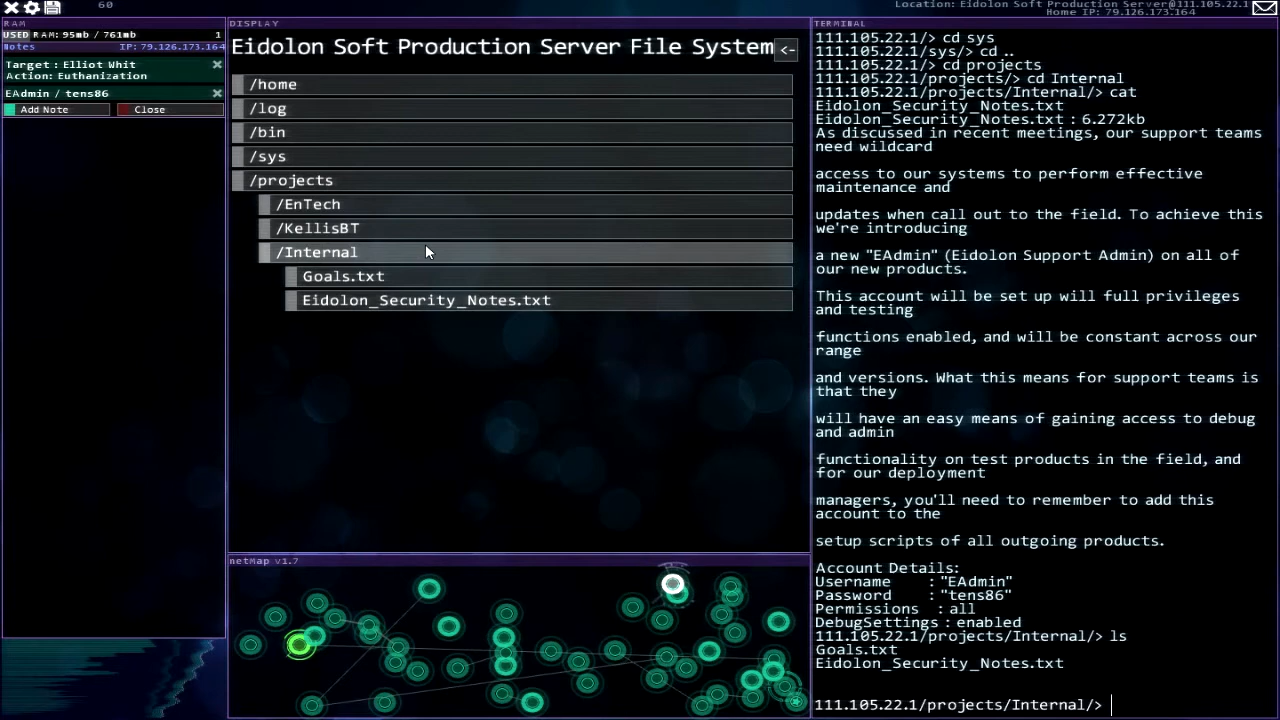 60
Location: Eidolon Soft Production Server@111.105.22.1
Home IP: 79.126.173.164
RAM
USED RAM: 95mb / 761mb 1
Notes IP: 79.126.173.164
Target : Elliot Whit
Action: Euthanization
EAdmin / tens86
Add Note
Close
DISPLAY
Eidolon Soft Production Server File System
<-
/home
/log
/bin
/sys
/projects
/EnTech
/KellisBT
/Internal
Goals.txt
Eidolon_Security_Notes.txt
netMap v1.7
TERMINAL
111.105.22.1/> cd sys
111.105.22.1/sys/> cd ..
111.105.22.1/> cd projects
111.105.22.1/projects/> cd Internal
111.105.22.1/projects/Internal/> cat
Eidolon_Security_Notes.txt
Eidolon_Security_Notes.txt : 6.272kb
As discussed in recent meetings, our support teams
need wildcard
access to our systems to perform effective
maintenance and
updates when call out to the field. To achieve this
we're introducing
a new "EAdmin" (Eidolon Support Admin) on all of
our new products.
This account will be set up will full privileges
and testing
functions enabled, and will be constant across our
range
and versions. What this means for support teams is
that they
will have an easy means of gaining access to debug
and admin
functionality on test products in the field, and
for our deployment
managers, you'll need to remember to add this
account to the
setup scripts of all outgoing products.
Account Details:
Username : "EAdmin"
Password : "tens86"
Permissions : all
DebugSettings : enabled
111.105.22.1/projects/Internal/> ls
Goals.txt
Eidolon_Security_Notes.txt
111.105.22.1/projects/Internal/>